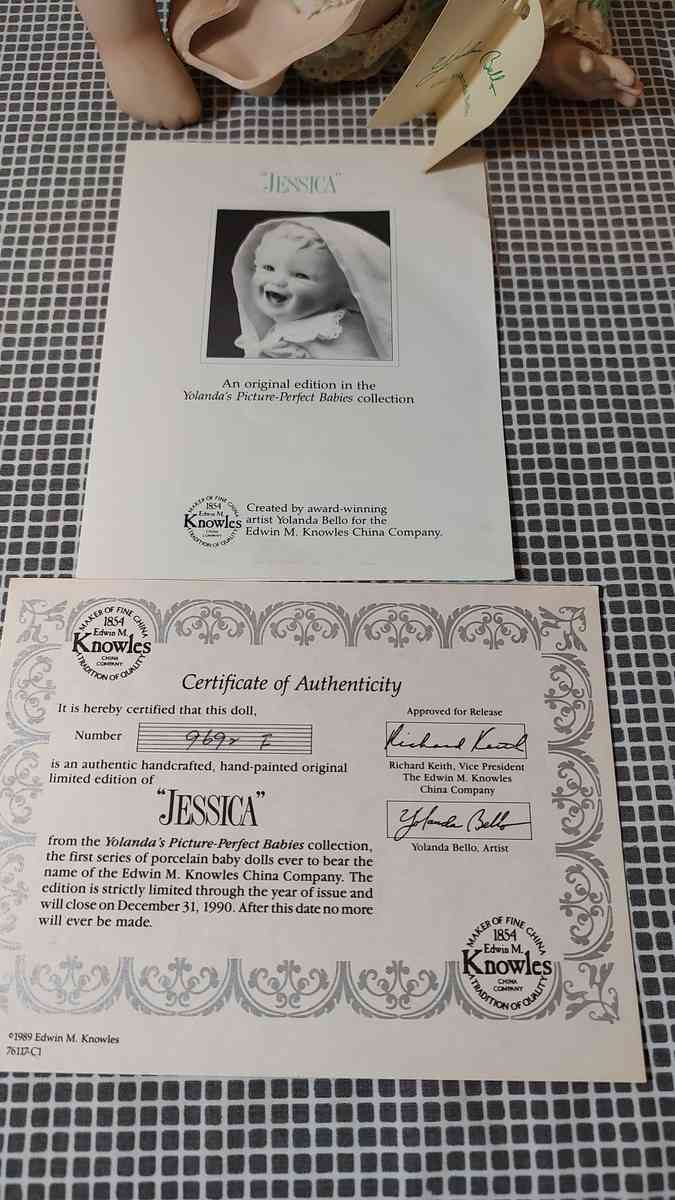 Yolanda Bello
"JESSICA"
An original edition in the
Yolanda's Picture-Perfect Babies collection
MAKER OF FINE CHINA
1854
Edwin M.
Knowles
CHINA
COMPANY
TRADITION OF QUALITY
Created by award-winning
artist Yolanda Bello for the
Edwin M. Knowles China Company.
MAKER OF FINE CHINA
1854
Edwin M.
Knowles
CHINA
COMPANY
TRADITION OF QUALITY
Certificate of Authenticity
It is hereby certified that this doll,
Number
is an authentic handcrafted, hand-painted original
limited edition of
"JESSICA"
from the Yolanda's Picture-Perfect Babies collection,
the first series of porcelain baby dolls ever to bear the
name of the Edwin M. Knowles China Company. The
edition is strictly limited through the year of issue and
will close on December 31, 1990. After this date no more
will ever be made.
Approved for Release
Richard Keith
Richard Keith, Vice President
The Edwin M. Knowles
China Company
Yolanda Bello
Yolanda Bello, Artist
MAKER OF FINE CHINA
1854
Edwin M.
Knowles
CHINA
COMPANY
TRADITION OF QUALITY
©1989 Edwin M. Knowles
76117-C1